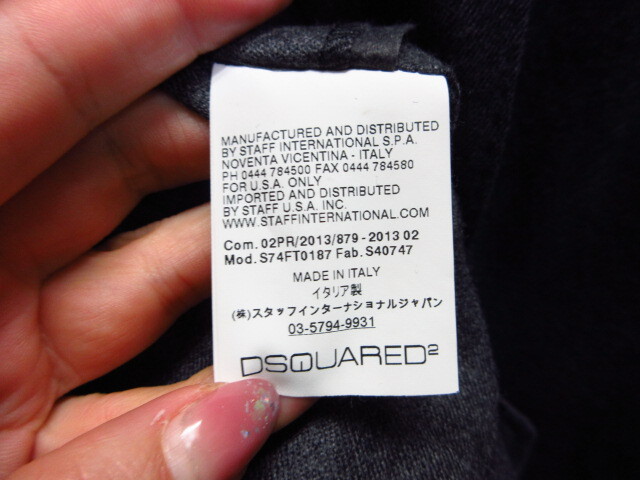 MANUFACTURED AND DISTRIBUTED
BY STAFF INTERNATIONAL S.P.A.
NOVENTA VICENTINA - ITALY
PH 0444 784500 FAX 0444 784580
FOR U.S.A. ONLY
IMPORTED AND DISTRIBUTED
BY STAFF U.S.A. INC.
WWW.STAFFINTERNATIONAL.COM
Com. 02PR/2013/879 - 2013 02
Mod. S74FT0187 Fab. S40747
MADE IN ITALY
イタリア製
(株)スタッフインターナショナルジャパン
03-5794-9931
DSQUARED²